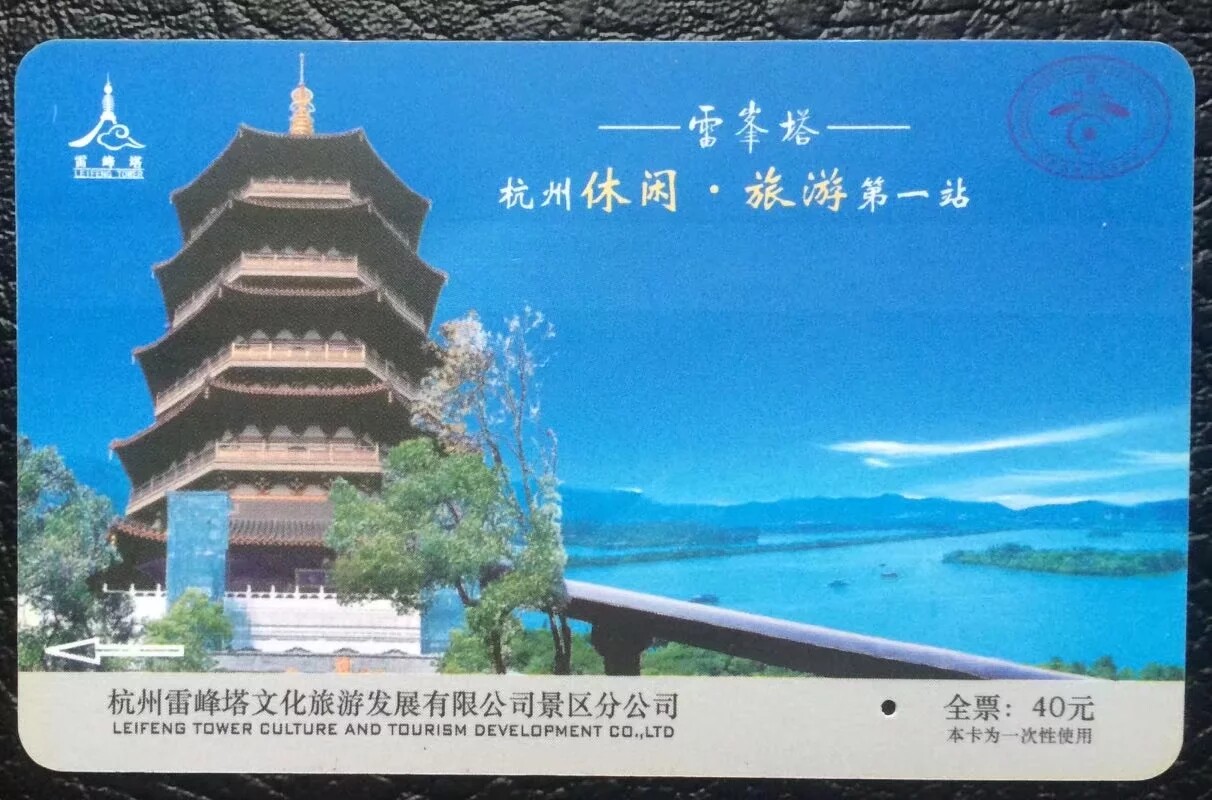 雷峰塔
LEIFENG TOWER
雷峯塔
杭州休闲·旅游第一站
杭州雷峰塔文化旅游发展有限公司景区分公司
LEIFENG TOWER CULTURE AND TOURISM DEVELOPMENT CO.,LTD
全票：40元
本卡为一次性使用